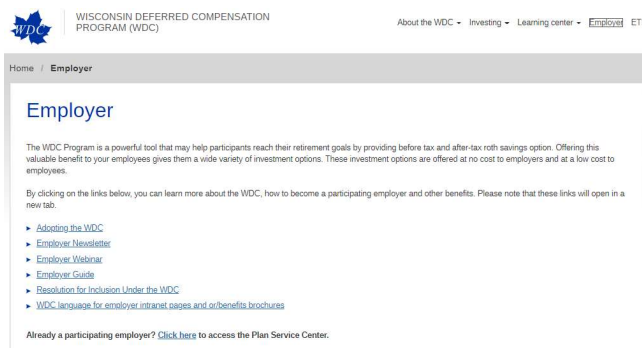 WDC
WISCONSIN DEFERRED COMPENSATION
PROGRAM (WDC)
About the WDC Investing Learning center Employer ET
Home / Employer
Employer
The WDC Program is a powerful tool that may help participants reach their retirement goals by providing before tax and after-tax roth savings option. Offering this
valuable benefit to your employees gives them a wide variety of investment options. These investment options are offered at no cost to employers and at a low cost to
employees.
By clicking on the links below, you can learn more about the WDC, how to become a participating employer and other benefits. Please note that these links will open in a
new tab.
Adopting the WDC
Employer Newsletter
Employer Webinar
Employer Guide
Resolution for Inclusion Under the WDC
WDC language for employer intranet pages and/or/benefits brochures
Already a participating employer? Click here to access the Plan Service Center.